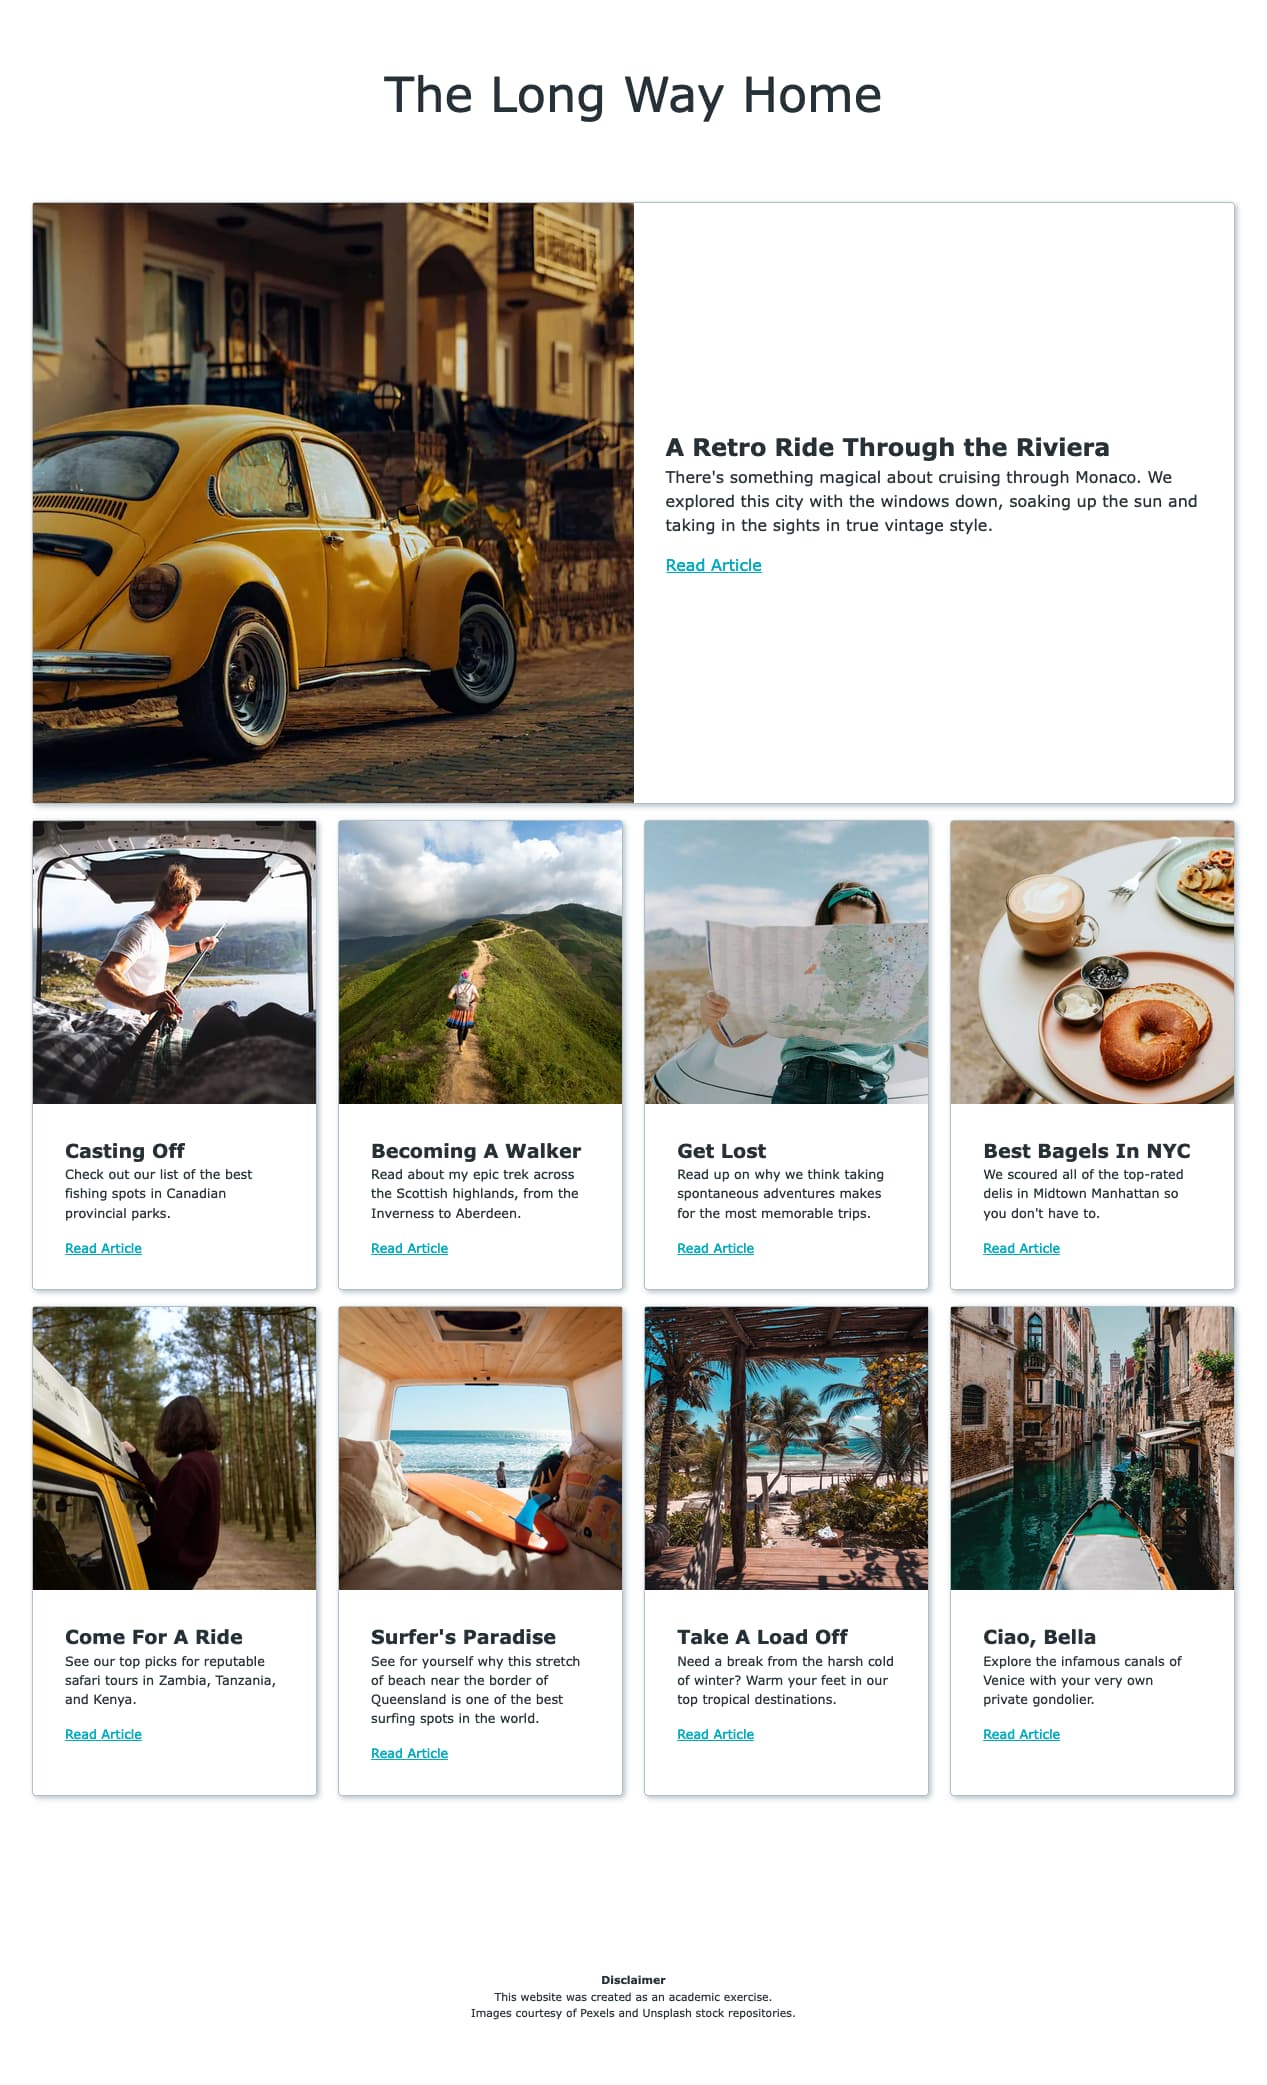 The Long Way Home
A Retro Ride Through the Riviera
There's something magical about cruising through Monaco. We
explored this city with the windows down, soaking up the sun and
taking in the sights in true vintage style.
Read Article
Casting Off
Check out our list of the best
fishing spots in Canadian
provincial parks.
Read Article
Becoming A Walker
Read about my epic trek across
the Scottish highlands, from the
Inverness to Aberdeen.
Read Article
Get Lost
Read up on why we think taking
spontaneous adventures makes
for the most memorable trips.
Read Article
Best Bagels In NYC
We scoured all of the top-rated
delis in Midtown Manhattan so
you don't have to.
Read Article
Come For A Ride
See our top picks for reputable
safari tours in Zambia, Tanzania,
and Kenya.
Read Article
Surfer's Paradise
See for yourself why this stretch
of beach near the border of
Queensland is one of the best
surfing spots in the world.
Read Article
Take A Load Off
Need a break from the harsh cold
of winter? Warm your feet in our
top tropical destinations.
Read Article
Ciao, Bella
Explore the infamous canals of
Venice with your very own
private gondolier.
Read Article
Disclaimer
This website was created as an academic exercise.
Images courtesy of Pexels and Unsplash stock repositories.